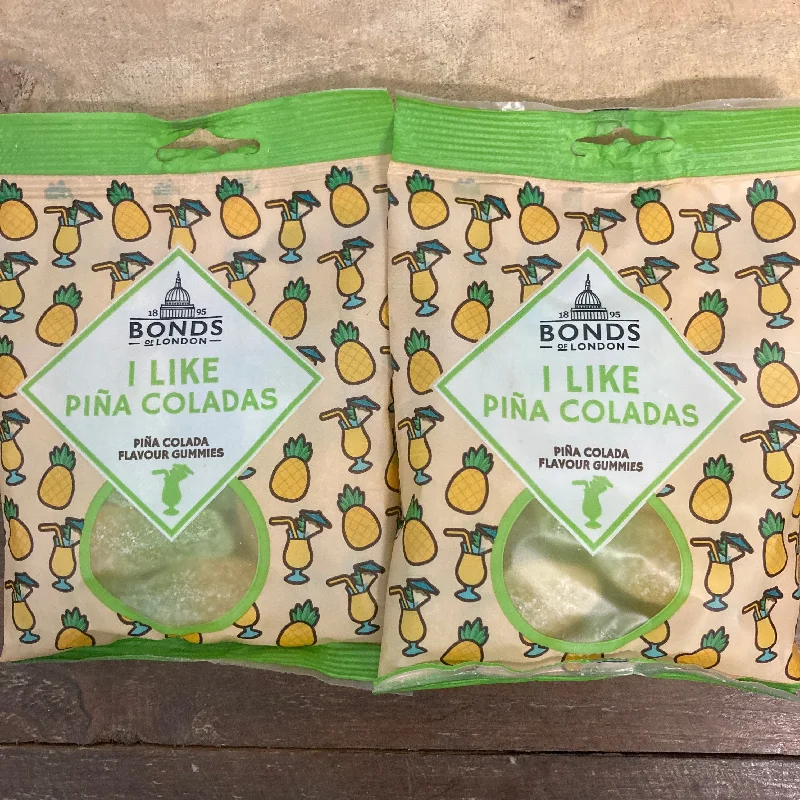 18 95
BONDS
OF LONDON
I LIKE
PIÑA COLADAS
PIÑA COLADA
FLAVOUR GUMMIES
18 95
BONDS
OF LONDON
I LIKE
PIÑA COLADAS
PIÑA COLADA
FLAVOUR GUMMIES